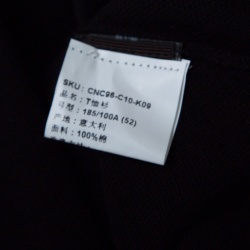 SKU: CNC96-C10-K09
品名: T恤衫
号型: 185/100A (52)
产地: 意大利
面料: 100%棉